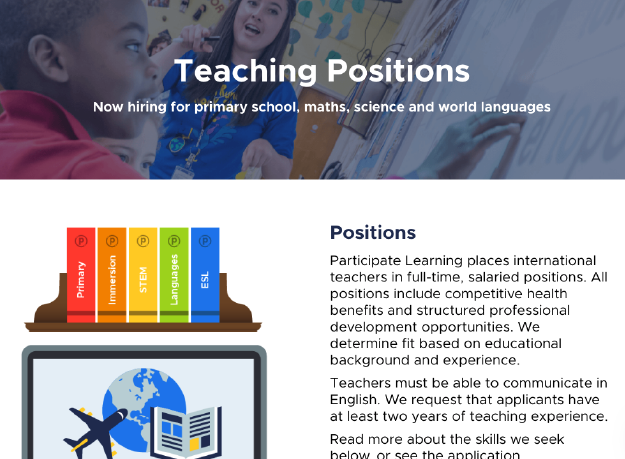 Teaching Positions
Now hiring for primary school, maths, science and world languages
Primary
Immersion
STEM
Languages
ESL
Positions
Participate Learning places international
teachers in full-time, salaried positions. All
positions include competitive health
benefits and structured professional
development opportunities. We
determine fit based on educational
background and experience.
Teachers must be able to communicate in
English. We request that applicants have
at least two years of teaching experience.
Read more about the skills we seek
below, or see the application